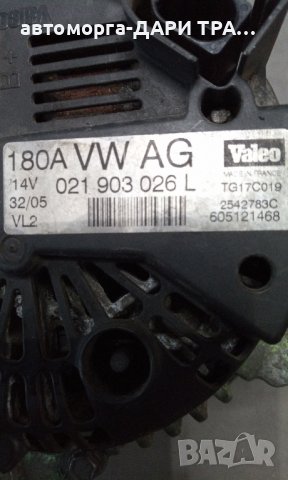 автоморга-ДАРИ ТРА...
180A VW AG
Valeo
MADE IN FRANCE
14V
021 903 026 L
TG17C019
32/05
2542783C
VL2
605121468
BAZAR